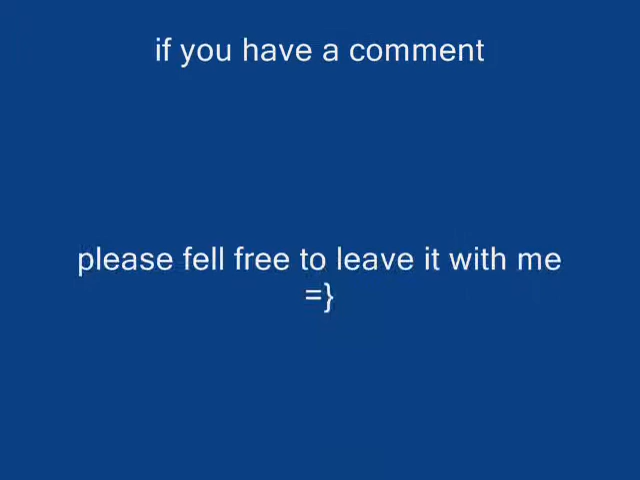 if you have a comment
please fell free to leave it with me
=}